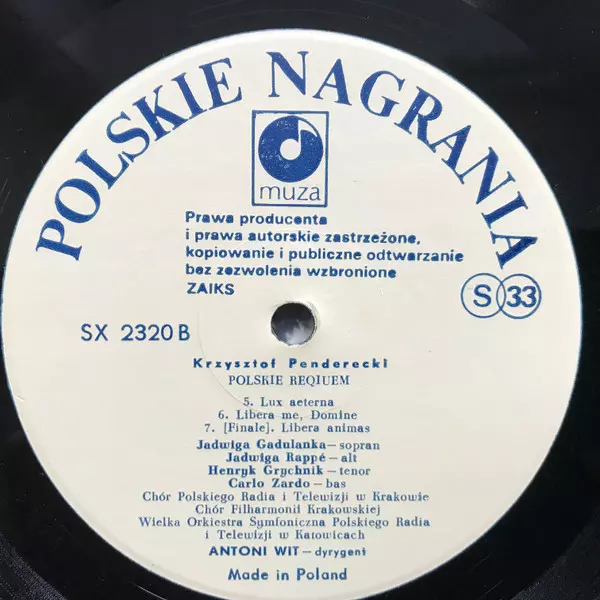 POLSKIE NAGRANIA
muza
Prawa producenta
i prawa autorskie zastrzeżone,
kopiowanie i publiczne odtwarzanie
bez zezwolenia wzbronione
ZAIKS
S 33
SX 2320 B
Krzysztof Penderecki
POLSKIE REQIUEM
5. Lux aeterna
6. Libera me, Domine
7. [Finale]. Libera animas
Jadwiga Gadulanka — sopran
Jadwiga Rappé — alt
Henryk Grychnik — tenor
Carlo Zardo — bas
Chór Polskiego Radia i Telewizji w Krakowie
Chór Filharmonii Krakowskiej
Wielka Orkiestra Symfoniczna Polskiego Radia
i Telewizji w Katowicach
ANTONI WIT — dyrygent
Made in Poland